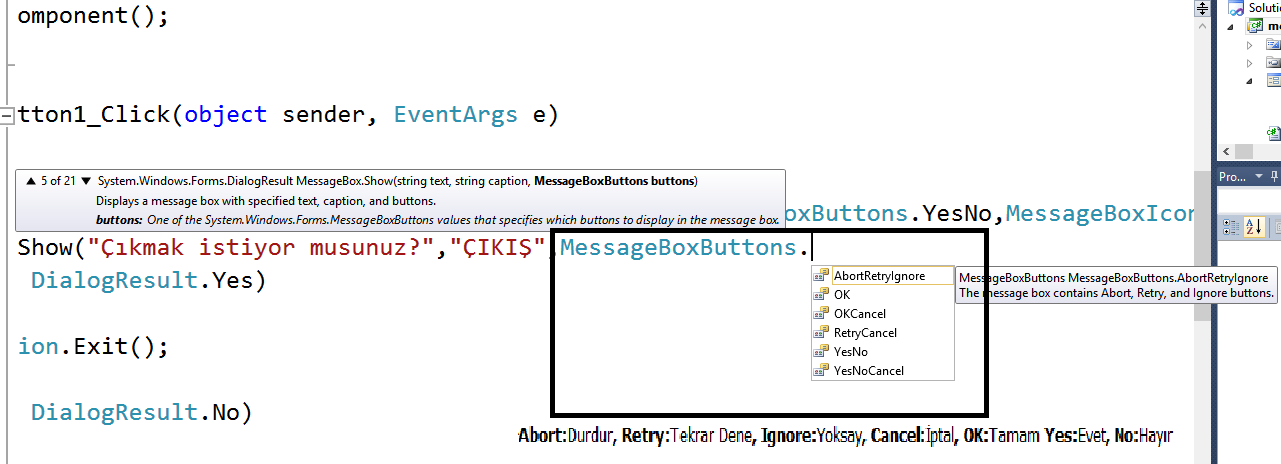 omponent();
Solutio
me
tton1_Click(object sender, EventArgs e)
▲ 5 of 21 ▼ System.Windows.Forms.DialogResult MessageBox.Show(string text, string caption, MessageBoxButtons buttons)
Displays a message box with specified text, caption, and buttons.
buttons: One of the System.Windows.Forms.MessageBoxButtons values that specifies which buttons to display in the message box.
Pro...
oxButtons.YesNo,MessageBoxIcon
Show("Çıkmak istiyor musunuz?","ÇIKIŞ",MessageBoxButtons.
DialogResult.Yes)
AbortRetryIgnore
MessageBoxButtons MessageBoxButtons.AbortRetryIgnore
The message box contains Abort, Retry, and Ignore buttons.
OK
OKCancel
RetryCancel
YesNo
YesNoCancel
ion.Exit();
DialogResult.No)
Abort:Durdur, Retry:Tekrar Dene, Ignore:Yoksay, Cancel:İptal, OK:Tamam Yes:Evet, No:Hayır